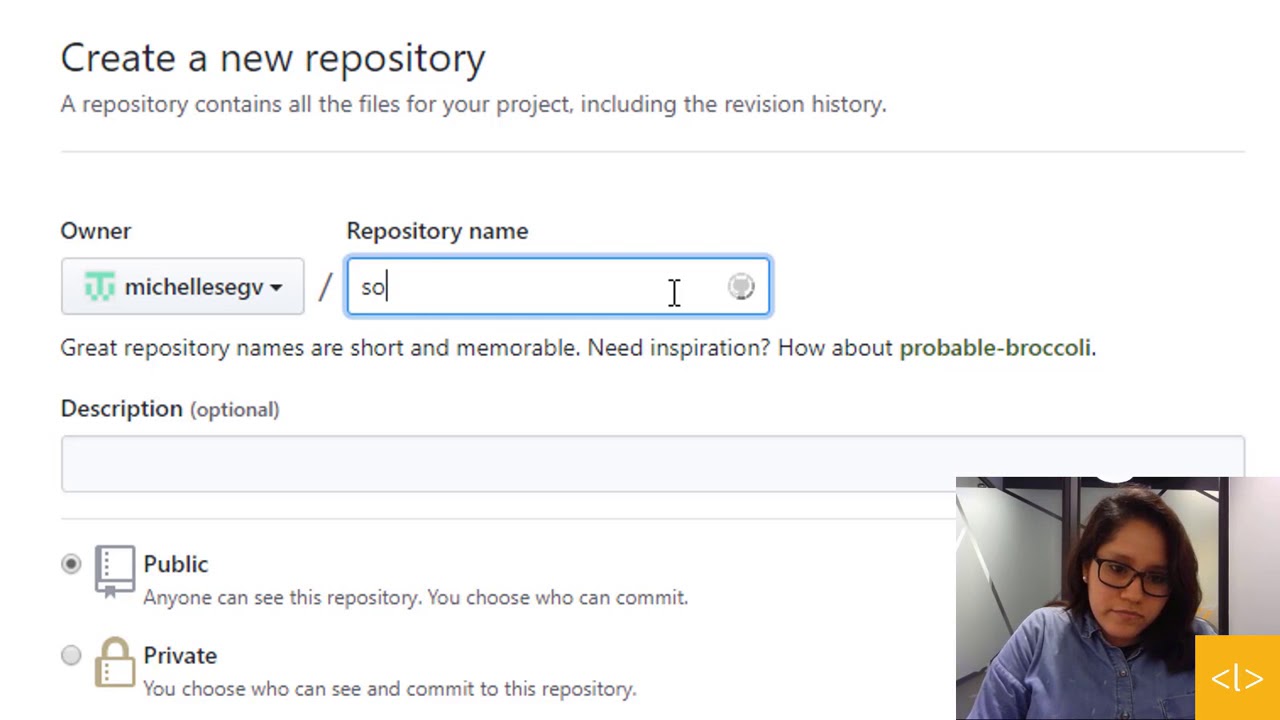 Create a new repository
A repository contains all the files for your project, including the revision history.
Owner
Repository name
michellesegv
/
so
Great repository names are short and memorable. Need inspiration? How about probable-broccoli.
Description (optional)
Public
Anyone can see this repository. You choose who can commit.
Private
You choose who can see and commit to this repository.
<l>